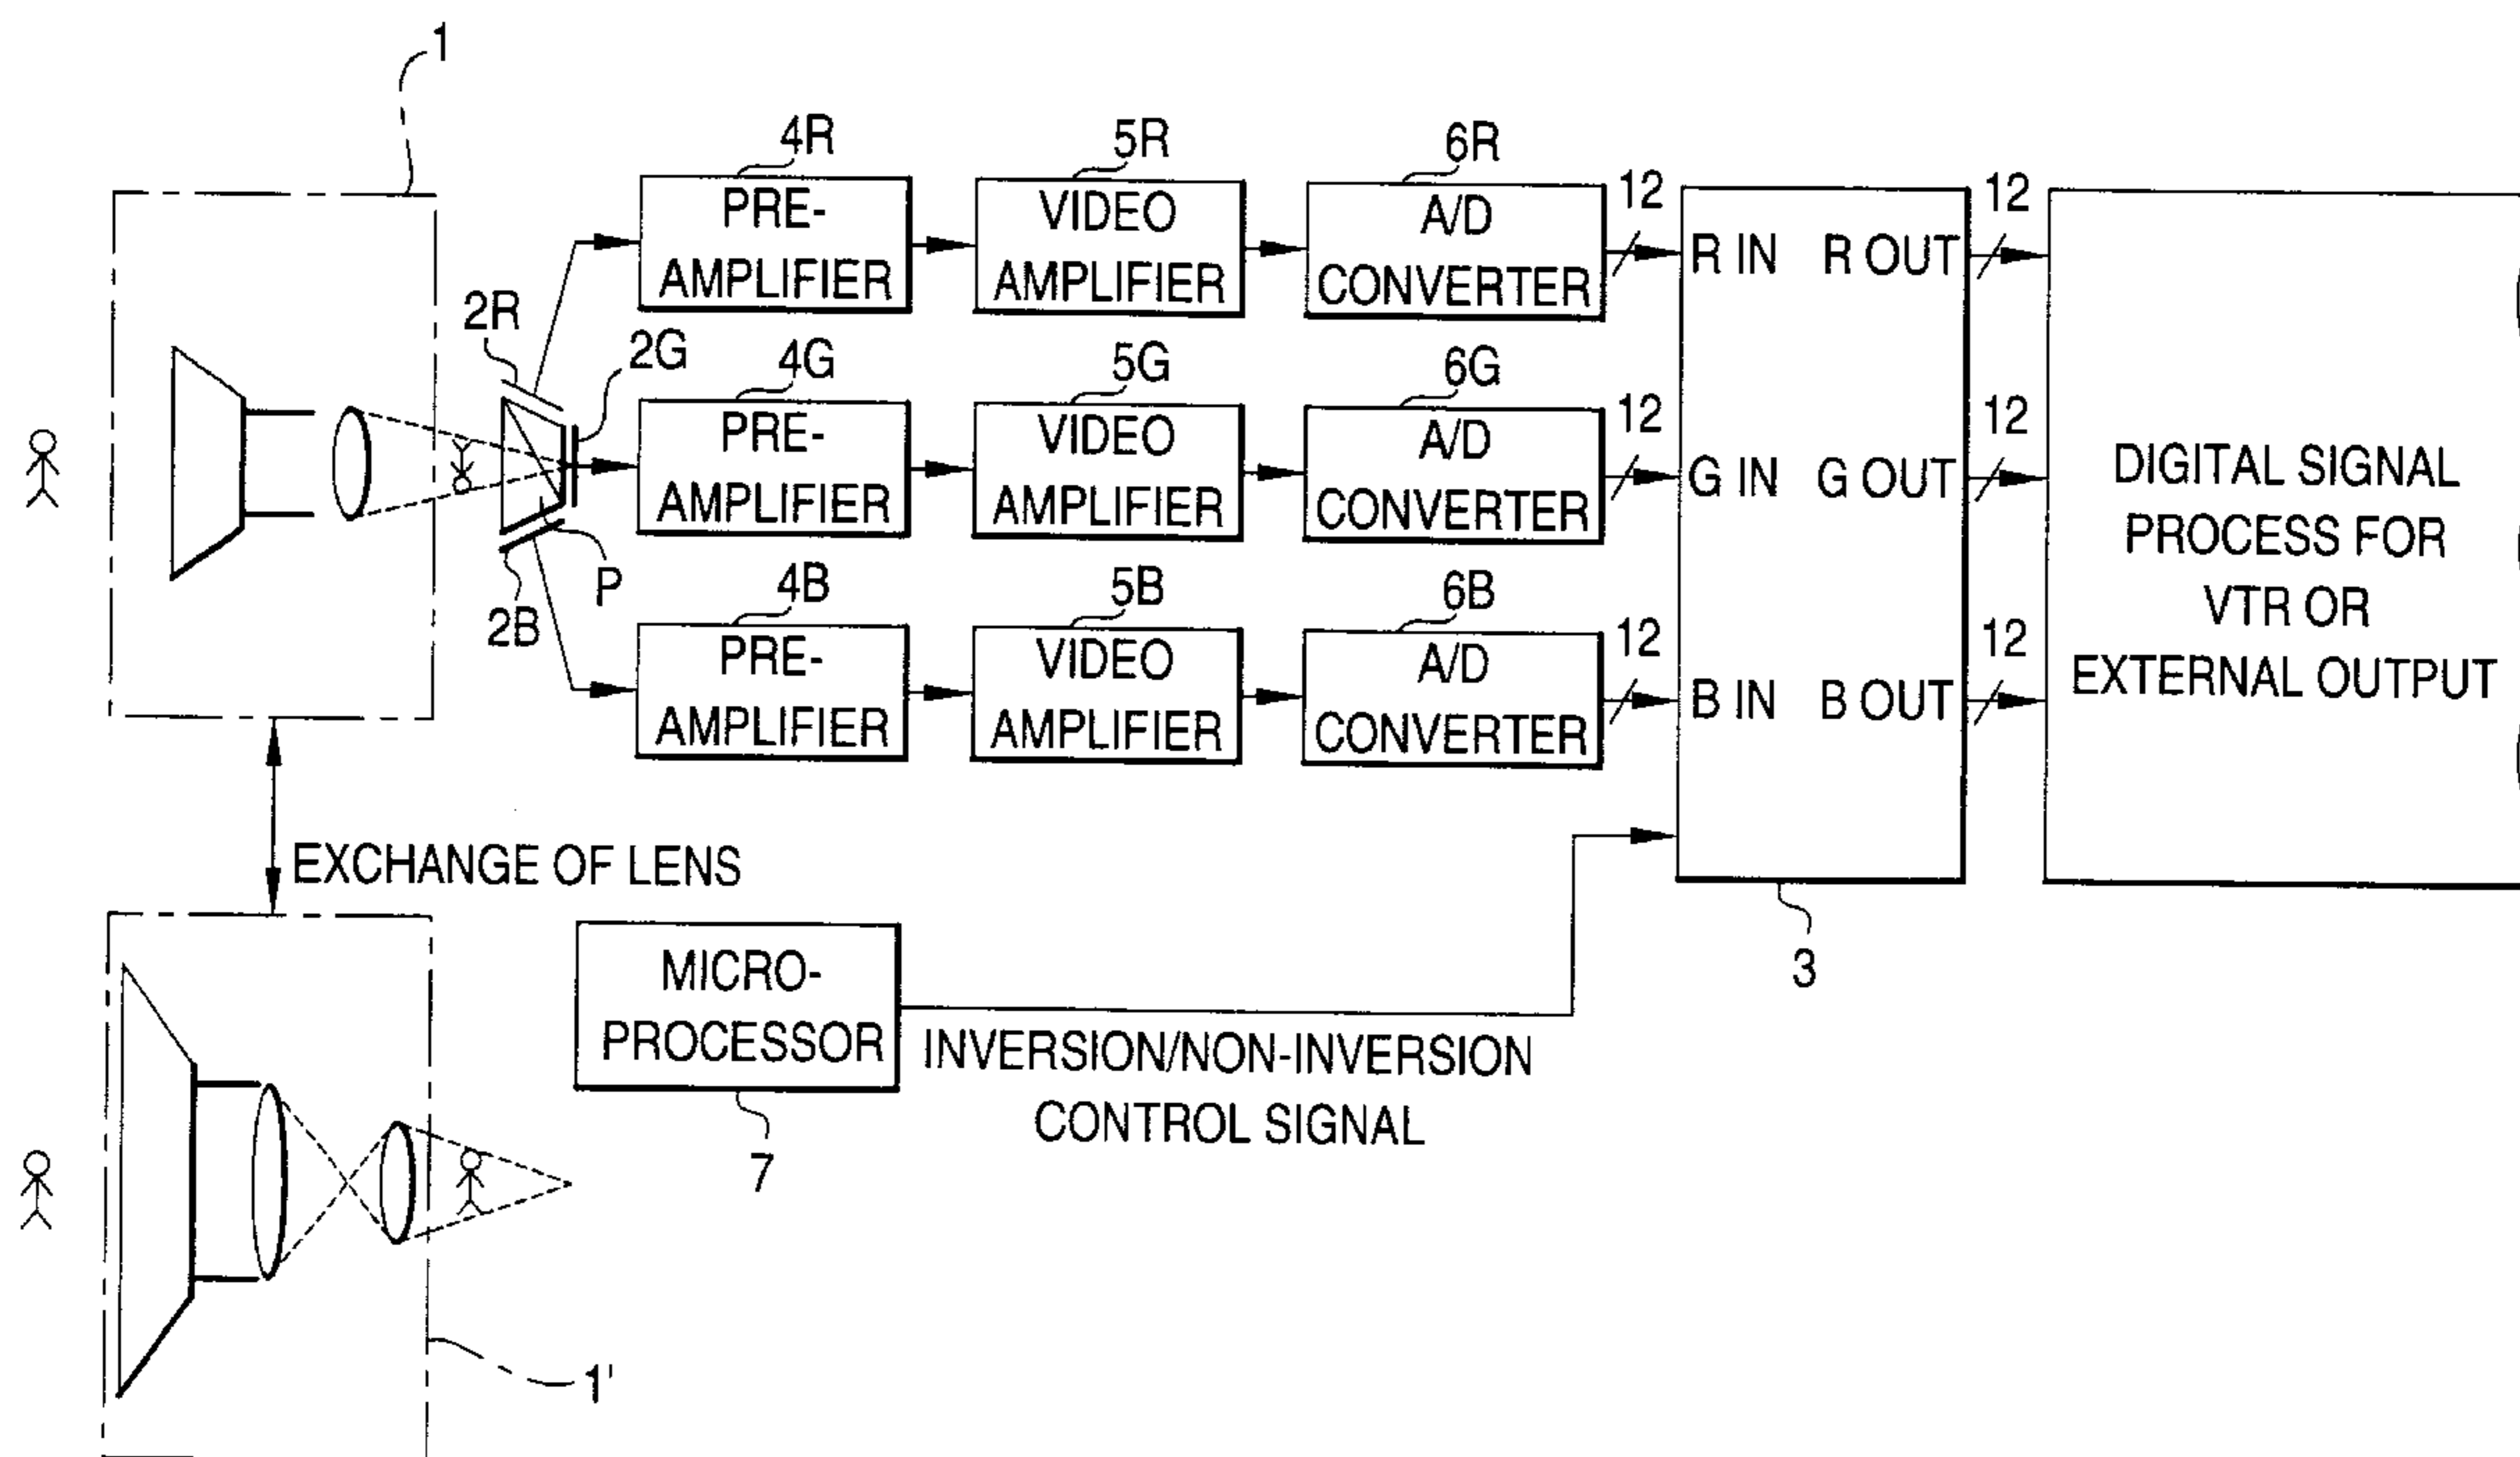 1
4R
5R
6R
12
12
PRE-
AMPLIFIER
VIDEO
AMPLIFIER
A/D
CONVERTER
R IN
R OUT
2R
2G
4G
5G
6G
12
12
PRE-
AMPLIFIER
VIDEO
AMPLIFIER
A/D
CONVERTER
G IN
G OUT
DIGITAL SIGNAL
PROCESS FOR
VTR OR
EXTERNAL OUTPUT
P
2B
4B
5B
6B
12
12
PRE-
AMPLIFIER
VIDEO
AMPLIFIER
A/D
CONVERTER
B IN
B OUT
EXCHANGE OF LENS
3
MICRO-
PROCESSOR
INVERSION/NON-INVERSION
CONTROL SIGNAL
7
1'